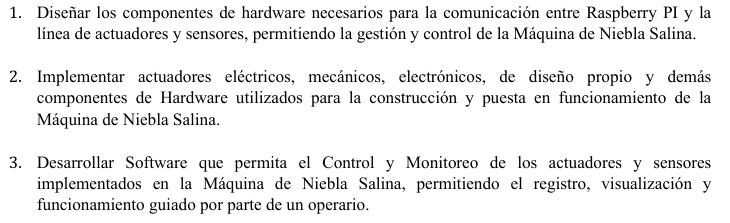 1. Diseñar los componentes de hardware necesarios para la comunicación entre Raspberry PI y la
línea de actuadores y sensores, permitiendo la gestión y control de la Máquina de Niebla Salina.
2. Implementar actuadores eléctricos, mecánicos, electrónicos, de diseño propio y demás
componentes de Hardware utilizados para la construcción y puesta en funcionamiento de la
Máquina de Niebla Salina.
3. Desarrollar Software que permita el Control y Monitoreo de los actuadores y sensores
implementados en la Máquina de Niebla Salina, permitiendo el registro, visualización y
funcionamiento guiado por parte de un operario.